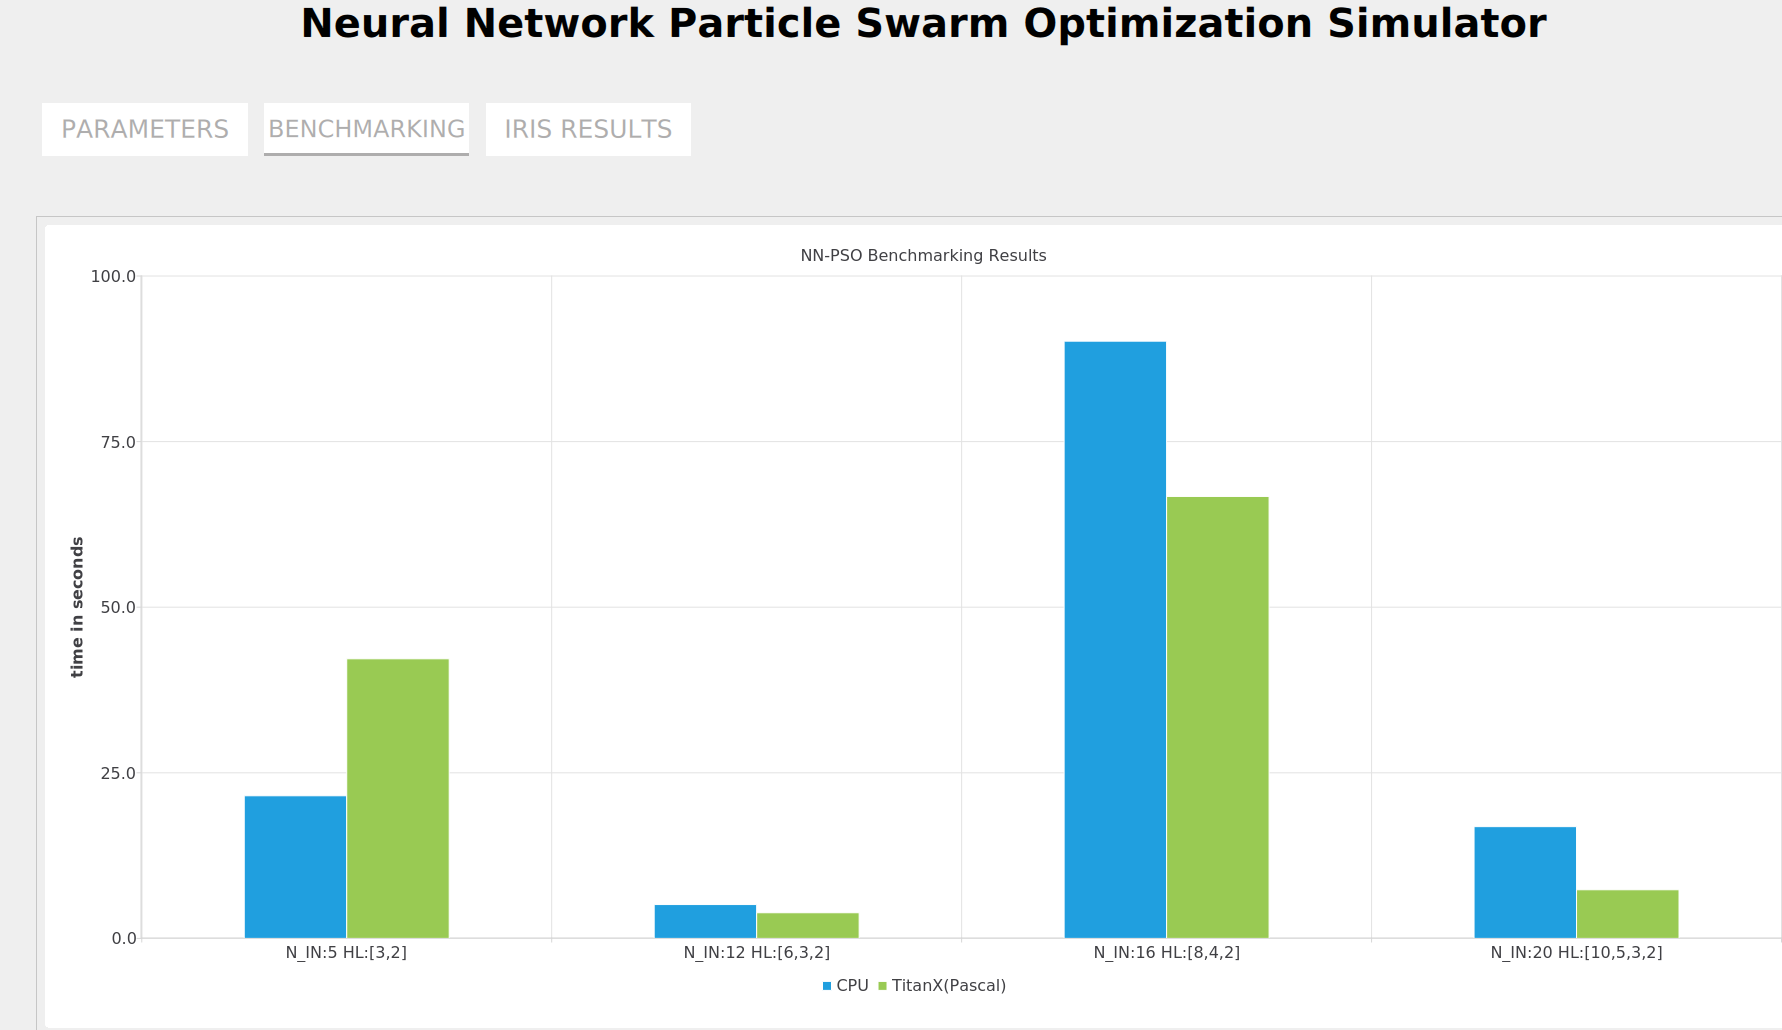 Neural Network Particle Swarm Optimization Simulator
PARAMETERS
BENCHMARKING
IRIS RESULTS
NN-PSO Benchmarking Results
100.0
75.0
50.0
25.0
0.0
time in seconds
N_IN:5 HL:[3,2]
N_IN:12 HL:[6,3,2]
N_IN:16 HL:[8,4,2]
N_IN:20 HL:[10,5,3,2]
CPU
TitanX(Pascal)